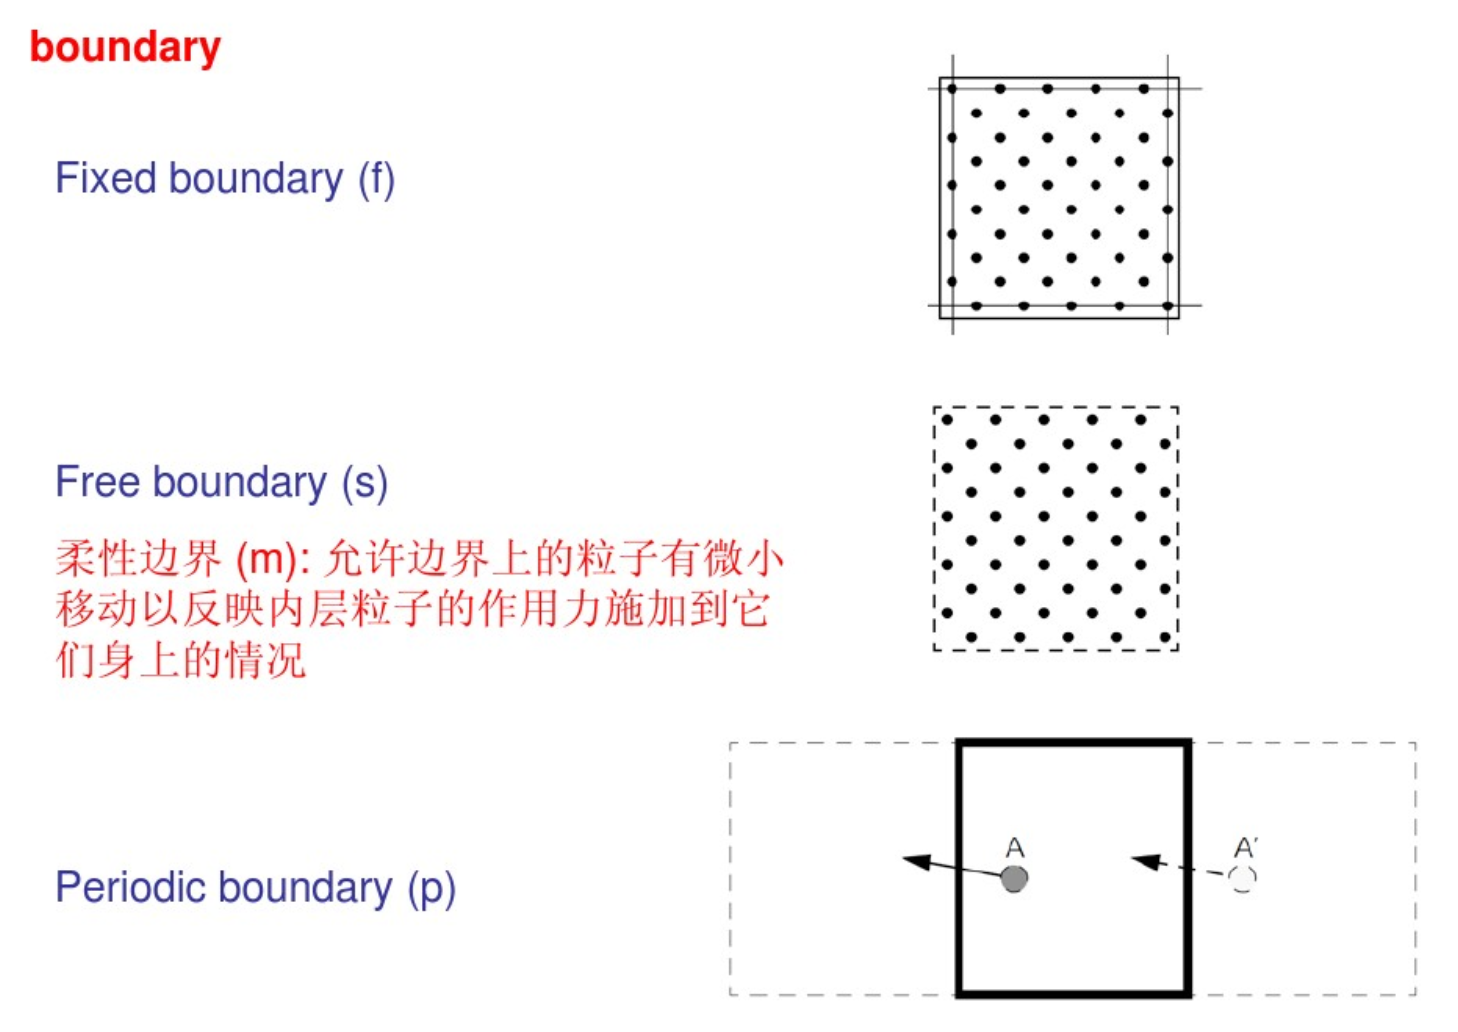 boundary
Fixed boundary (f)
Free boundary (s)
柔性边界 (m): 允许边界上的粒子有微小
移动以反映内层粒子的作用力施加到它
们身上的情况
Periodic boundary (p)
A
A′